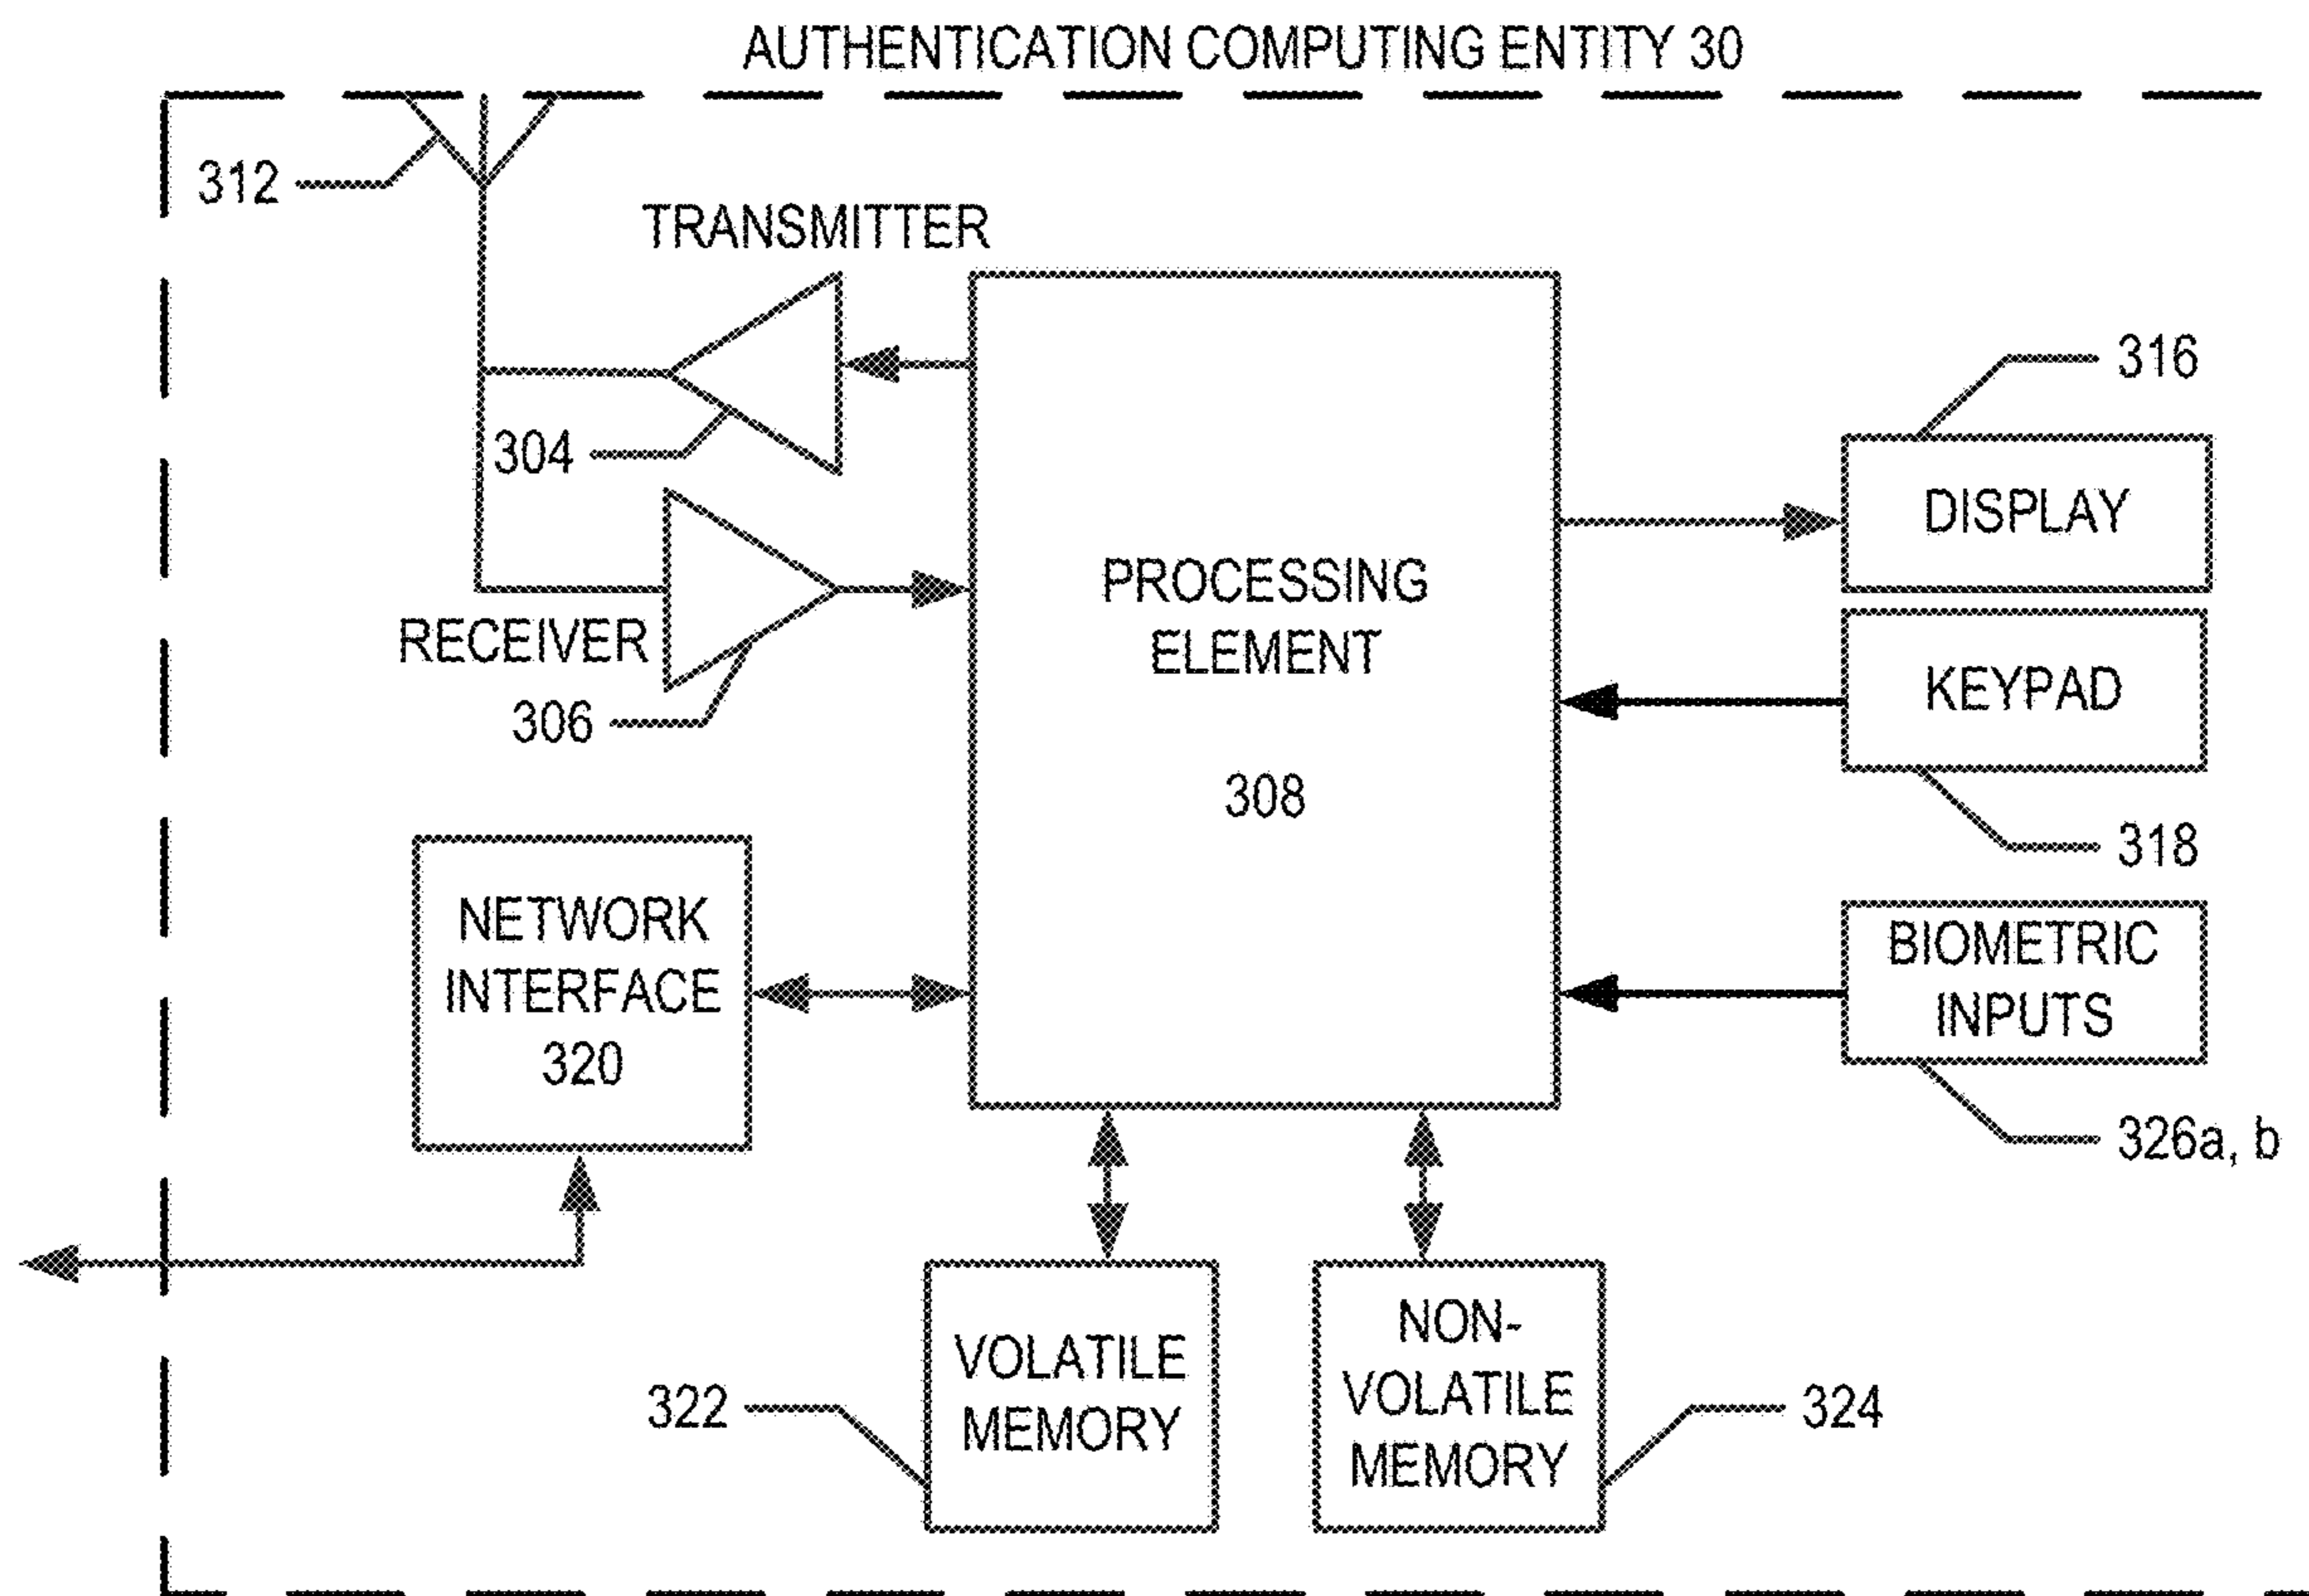 AUTHENTICATION COMPUTING ENTITY 30
312
TRANSMITTER
304
RECEIVER
306
PROCESSING
ELEMENT
308
316
DISPLAY
KEYPAD
318
BIOMETRIC
INPUTS
326a, b
NETWORK
INTERFACE
320
322
VOLATILE
MEMORY
NON-
VOLATILE
MEMORY
324